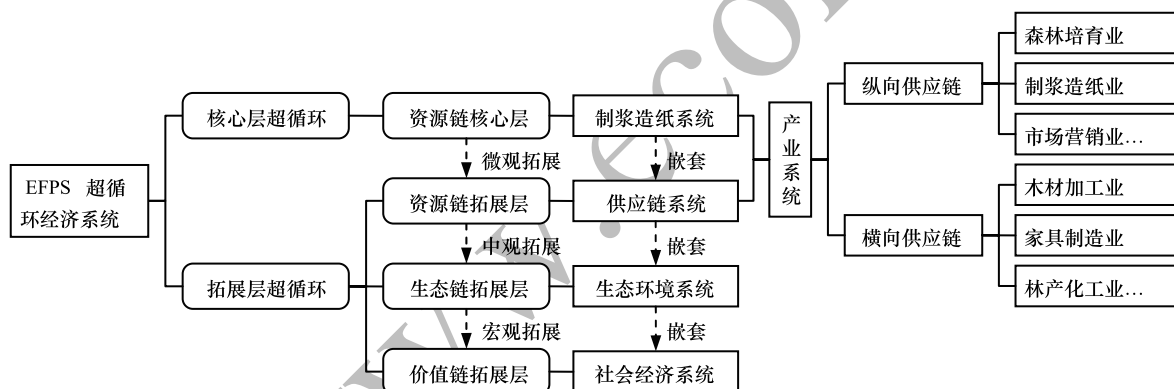 EFPS 超循
环经济系统
核心层超循环
拓展层超循环
资源链核心层
微观拓展
资源链拓展层
中观拓展
生态链拓展层
宏观拓展
价值链拓展层
制浆造纸系统
嵌套
供应链系统
嵌套
生态环境系统
嵌套
社会经济系统
产
业
系
统
纵向供应链
横向供应链
森林培育业
制浆造纸业
市场营销业…
木材加工业
家具制造业
林产化工业…